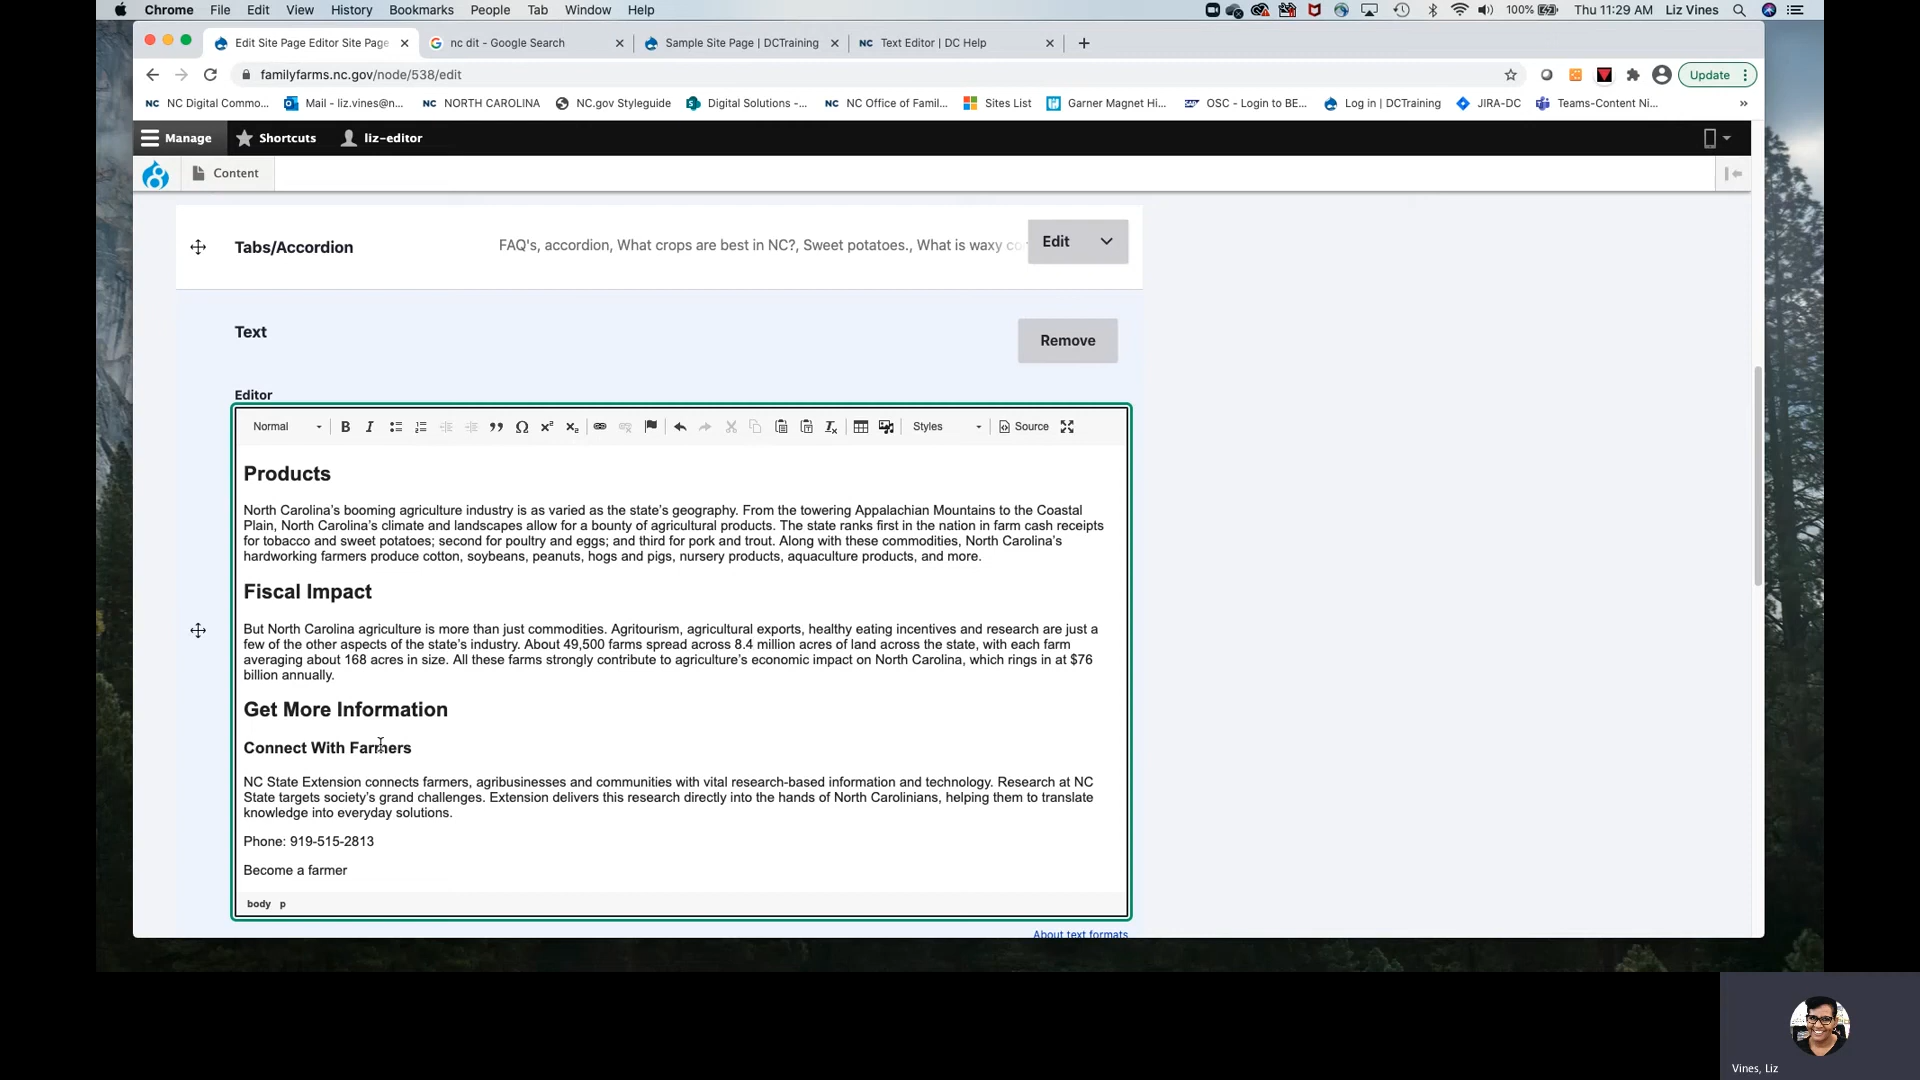 Chrome File Edit View History Bookmarks People Tab Window Help 100% Thu 11:29 AM Liz Vines
Edit Site Page Editor Site Page nc dit - Google Search Sample Site Page | DCTraining NC Text Editor | DC Help
familyfarms.nc.gov/node/538/edit Update
NC NC Digital Commo... Mail - liz.vines@n... NC NORTH CAROLINA NC.gov Styleguide Digital Solutions -... NC NC Office of Famil... Sites List Garner Magnet Hi... OSC - Login to BE... Log in | DCTraining JIRA-DC Teams-Content Ni... »
Manage Shortcuts liz-editor
Content
Tabs/Accordion FAQ's, accordion, What crops are best in NC?, Sweet potatoes., What is waxy co Edit
Text Remove
Editor
Normal B I Ω x² x₂ Styles Source
Products
North Carolina's booming agriculture industry is as varied as the state's geography. From the towering Appalachian Mountains to the Coastal
Plain, North Carolina's climate and landscapes allow for a bounty of agricultural products. The state ranks first in the nation in farm cash receipts
for tobacco and sweet potatoes; second for poultry and eggs; and third for pork and trout. Along with these commodities, North Carolina's
hardworking farmers produce cotton, soybeans, peanuts, hogs and pigs, nursery products, aquaculture products, and more.
Fiscal Impact
But North Carolina agriculture is more than just commodities. Agritourism, agricultural exports, healthy eating incentives and research are just a
few of the other aspects of the state's industry. About 49,500 farms spread across 8.4 million acres of land across the state, with each farm
averaging about 168 acres in size. All these farms strongly contribute to agriculture's economic impact on North Carolina, which rings in at $76
billion annually.
Get More Information
Connect With Farmers
NC State Extension connects farmers, agribusinesses and communities with vital research-based information and technology. Research at NC
State targets society's grand challenges. Extension delivers this research directly into the hands of North Carolinians, helping them to translate
knowledge into everyday solutions.
Phone: 919-515-2813
Become a farmer
body p
About text formats
Vines, Liz